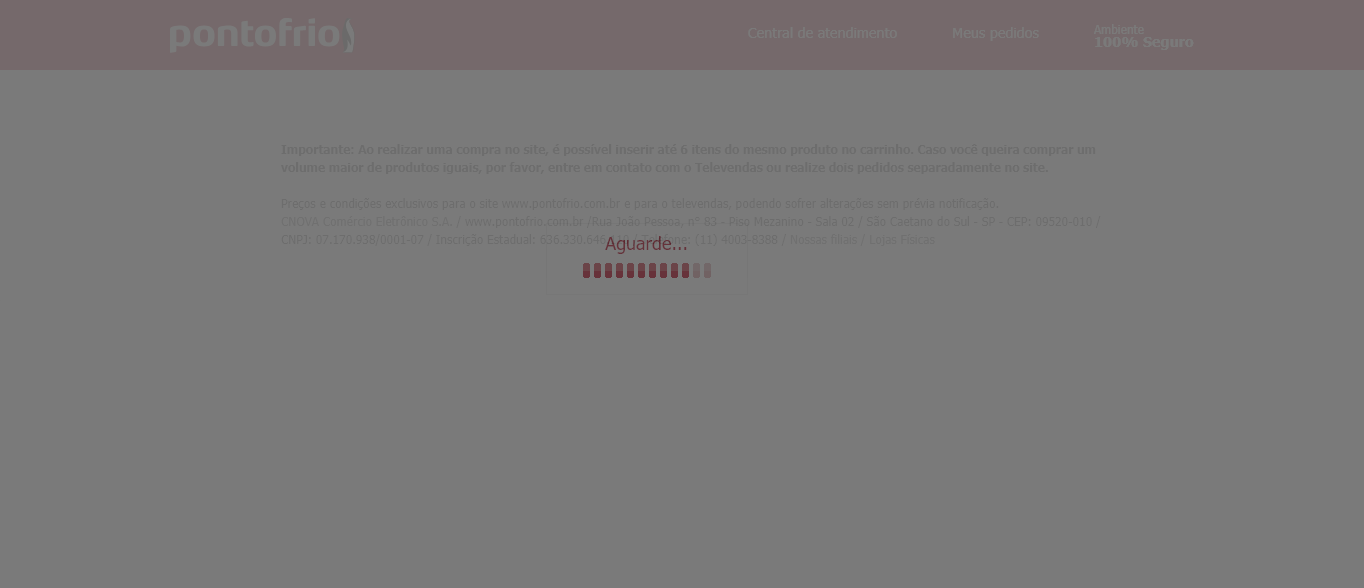 pontofrio
Central de atendimento
Meus pedidos
Ambiente
100% Seguro
Importante: Ao realizar uma compra no site, é possível inserir até 6 itens do mesmo produto no carrinho. Caso você queira comprar um
volume maior de produtos iguais, por favor, entre em contato com o Televendas ou realize dois pedidos separadamente no site.
Preços e condições exclusivos para o site www.pontofrio.com.br e para o televendas, podendo sofrer alterações sem prévia notificação.
CNOVA Comércio Eletrônico S.A. / www.pontofrio.com.br /Rua João Pessoa, n° 83 - Piso Mezanino - Sala 02 / São Caetano do Sul - SP - CEP: 09520-010 /
CNPJ: 07.170.938/0001-07 / Inscrição Estadual: / Telefone: (11) 4003-8388 / Nossas filiais / Lojas Físicas
Aguarde...